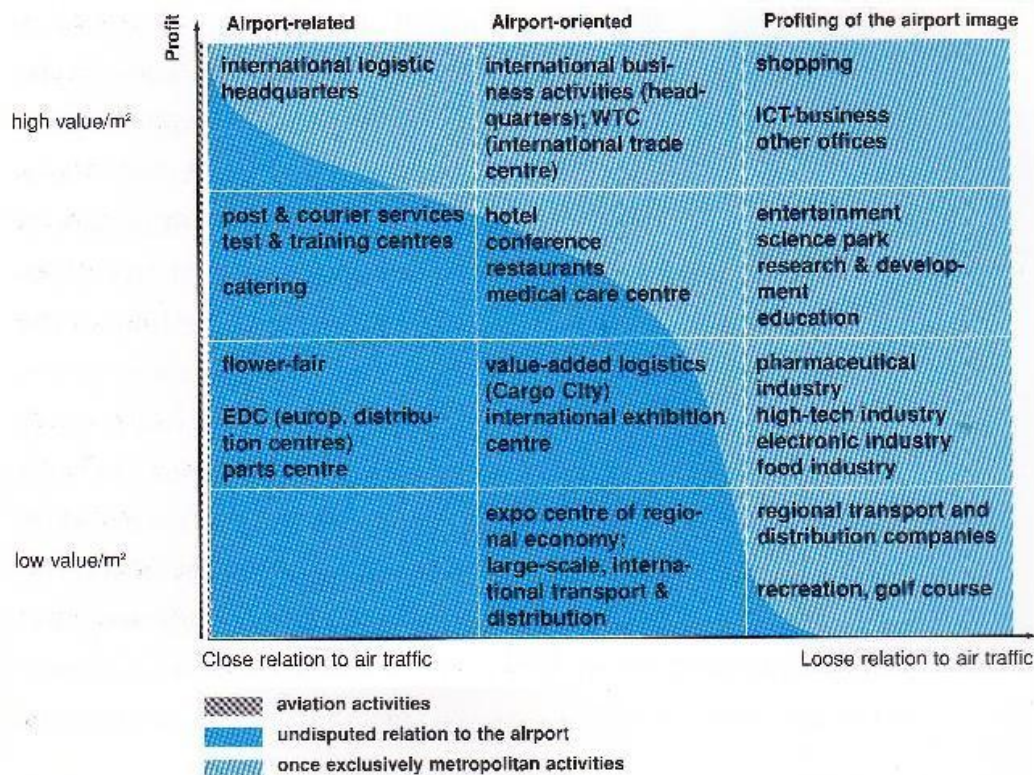 Profit
Airport-related
Airport-oriented
Profiting of the airport image
high value/m²
international logistic
headquarters
international busi-
ness activities (head-
quarters); WTC
(international trade
centre)
shopping
ICT-business
other offices
post & courier services
test & training centres
catering
hotel
conference
restaurants
medical care centre
entertainment
science park
research & develop-
ment
education
flower-fair
EDC (europ. distribu-
tion centres)
parts centre
value-added logistics
(Cargo City)
international exhibition
centre
pharmaceutical
industry
high-tech industry
electronic industry
food industry
low value/m²
expo centre of regio-
nal economy;
large-scale, interna-
tional transport &
distribution
regional transport and
distribution companies
recreation, golf course
Close relation to air traffic
Loose relation to air traffic
aviation activities
undisputed relation to the airport
once exclusively metropolitan activities